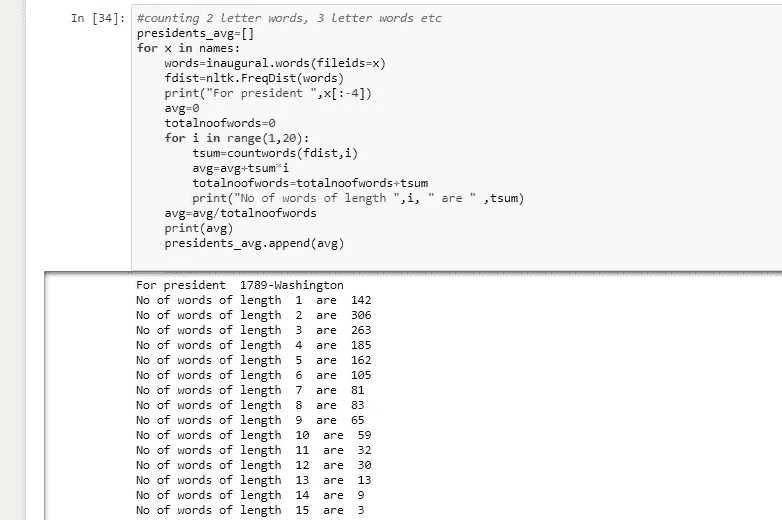 In [34]: #counting 2 letter words, 3 letter words etc
presidents_avg=[]
for x in names:
    words=inaugural.words(fileids=x)
    fdist=nltk.FreqDist(words)
    print("For president ",x[:-4])
    avg=0
    totalnoofwords=0
    for i in range(1,20):
        tsum=countwords(fdist,i)
        avg=avg+tsum*i
        totalnoofwords=totalnoofwords+tsum
        print("No of words of length ",i, " are " ,tsum)
    avg=avg/totalnoofwords
    print(avg)
    presidents_avg.append(avg)
For president  1789-Washington
No of words of length  1  are  142
No of words of length  2  are  306
No of words of length  3  are  263
No of words of length  4  are  185
No of words of length  5  are  162
No of words of length  6  are  105
No of words of length  7  are  81
No of words of length  8  are  83
No of words of length  9  are  65
No of words of length  10  are  59
No of words of length  11  are  32
No of words of length  12  are  30
No of words of length  13  are  13
No of words of length  14  are  9
No of words of length  15  are  3